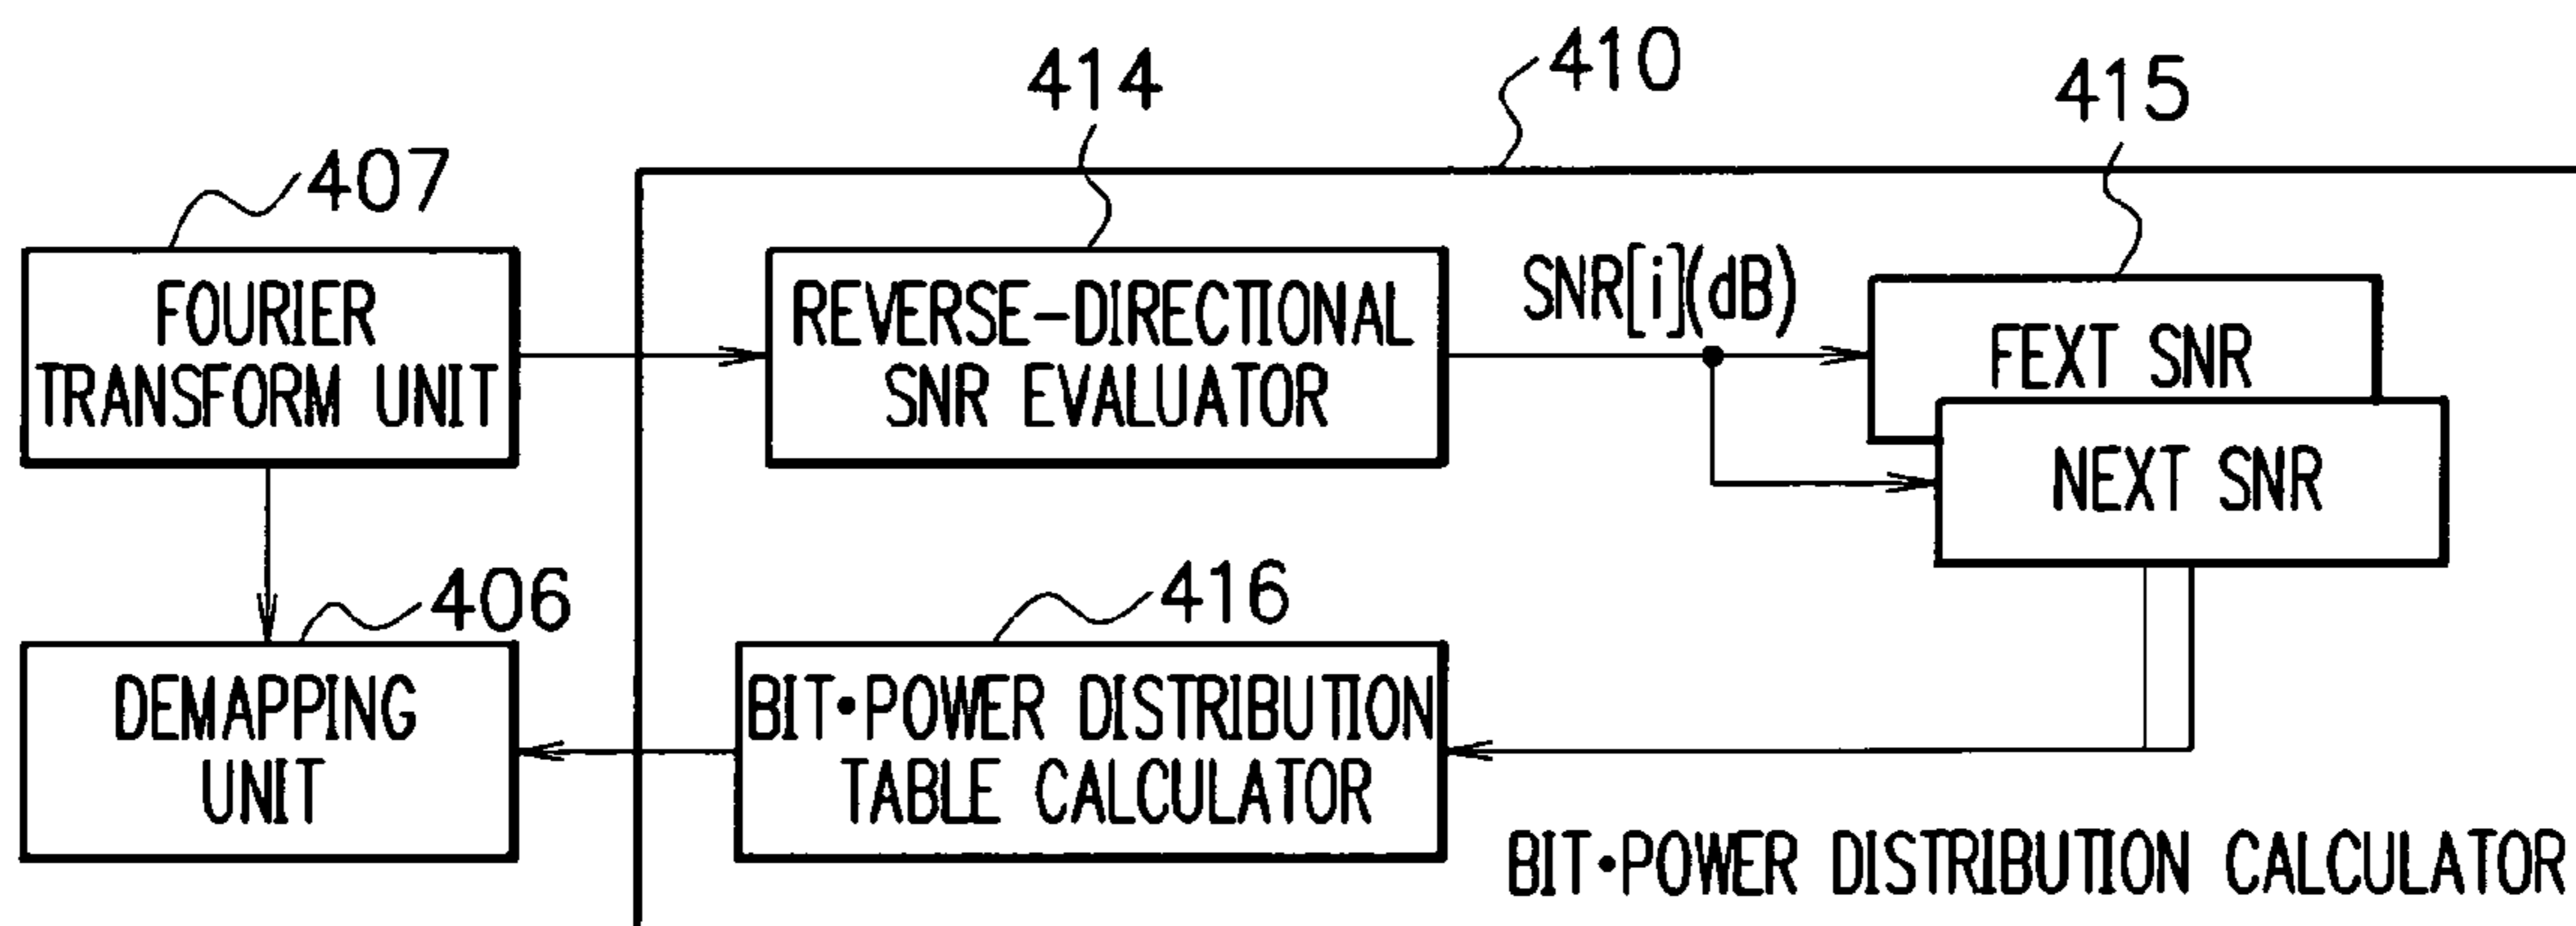 410
414
415
407
FOURIER
TRANSFORM UNIT
REVERSE-DIRECTIONAL
SNR EVALUATOR
SNR[i](dB)
FEXT SNR
NEXT SNR
406
416
DEMAPPING
UNIT
BIT•POWER DISTRIBUTION
TABLE CALCULATOR
BIT•POWER DISTRIBUTION CALCULATOR